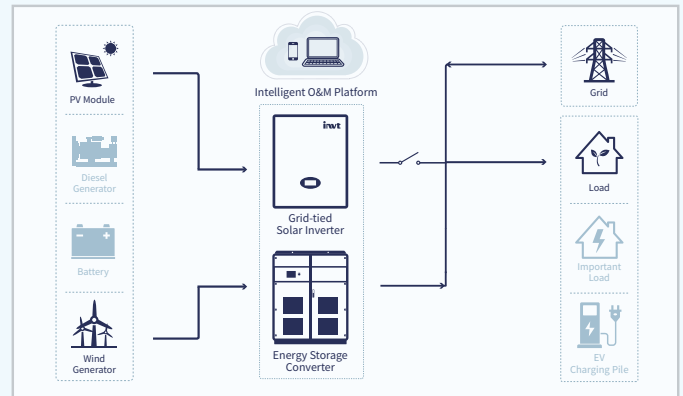 PV Module
Diesel
Generator
Battery
Wind
Generator
Intelligent O&M Platform
invt
Grid-tied
Solar Inverter
Energy Storage
Converter
Grid
Load
Important
Load
EV
Charging Pile